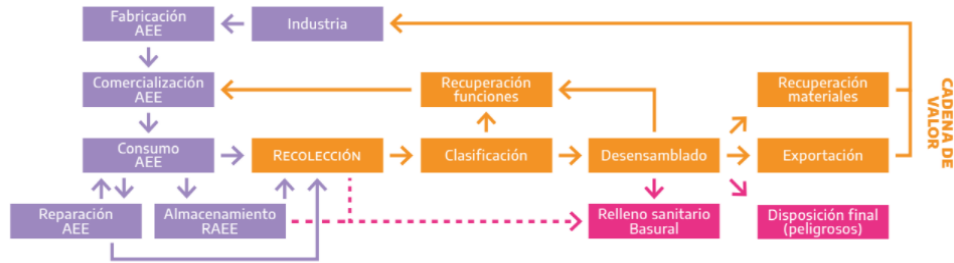 Fabricación
AEE
Industria
Comercialización
AEE
Recuperación
funciones
Recuperación
materiales
Consumo
AEE
RECOLECCIÓN
Clasificación
Desensamblado
Exportación
Reparación
AEE
Almacenamiento
RAEE
Relleno sanitario
Basural
Disposición final
(peligrosos)
CADENA DE
VALOR